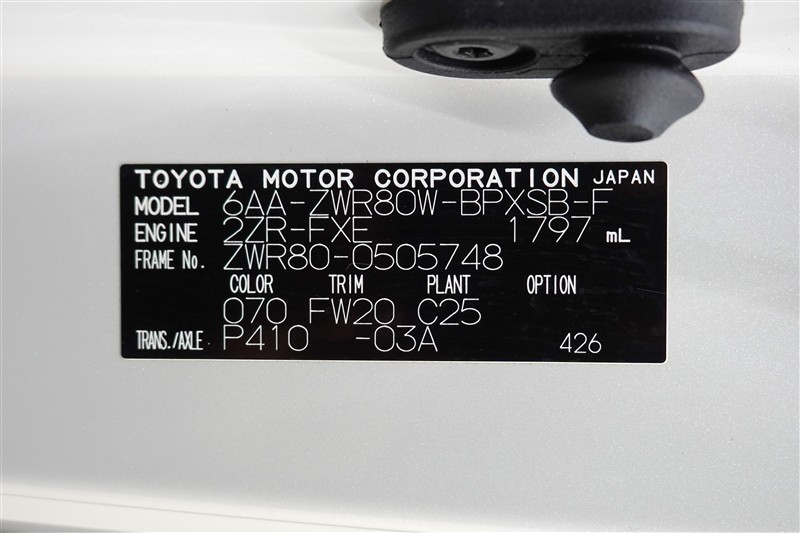 TOYOTA MOTOR CORPORATION JAPAN
MODEL 6AA-ZWR80W-BPXSB-F
ENGINE 2ZR-FXE 1797 mL
FRAME No. ZWR80-0505748
COLOR TRIM PLANT OPTION
070 FW20 C25
TRANS./AXLE P410 -03A 426